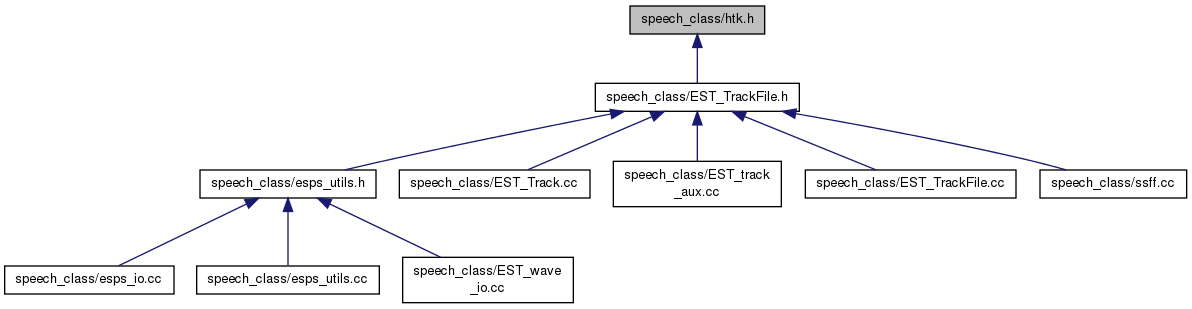 speech_class/htk.h
speech_class/EST_TrackFile.h
speech_class/esps_utils.h
speech_class/EST_Track.cc
speech_class/EST_track
_aux.cc
speech_class/EST_TrackFile.cc
speech_class/ssff.cc
speech_class/esps_io.cc
speech_class/esps_utils.cc
speech_class/EST_wave
_io.cc